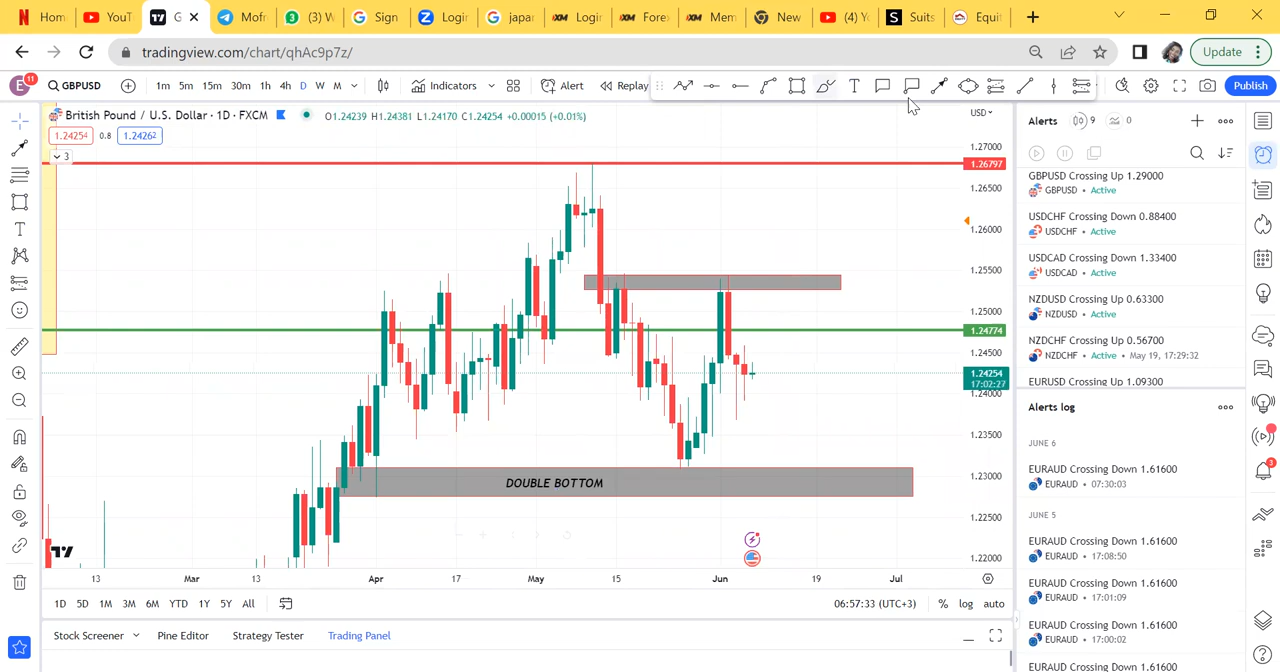 Hom
YouT
G
Mofr
(3) W
Sign
Logir
japar
Logir
Fore:
Mem
New
(4) Y
Suits
Equit
tradingview.com/chart/qhAc9p7z/
Update
E 11
GBPUSD
1m 5m 15m 30m 1h 4h D W M
Indicators
Alert
Replay
Publish
British Pound / U.S. Dollar · 1D · FXCM
O1.24239 H1.24381 L1.24170 C1.24254 +0.00015 (+0.01%)
1.24254 0.8 1.24262
3
USD
1.27000
1.26797
1.26500
1.26000
1.25500
1.25000
1.24774
1.24500
1.24254
17:02:27
1.24000
1.23500
1.23000
1.22500
1.22000
DOUBLE BOTTOM
13 Mar 13 Apr 17 May 15 Jun 19 Jul
1D 5D 1M 3M 6M YTD 1Y 5Y All
06:57:33 (UTC+3) % log auto
Stock Screener
Pine Editor
Strategy Tester
Trading Panel
Alerts
9
0
GBPUSD Crossing Up 1.29000
GBPUSD • Active
USDCHF Crossing Down 0.88400
USDCHF • Active
USDCAD Crossing Down 1.33400
USDCAD • Active
NZDUSD Crossing Up 0.63300
NZDUSD • Active
NZDCHF Crossing Up 0.56700
NZDCHF • Active • May 19, 17:29:32
EURUSD Crossing Up 1.09300
Alerts log
JUNE 6
EURAUD Crossing Down 1.61600
EURAUD • 07:30:03
JUNE 5
EURAUD Crossing Down 1.61600
EURAUD • 17:08:50
EURAUD Crossing Down 1.61600
EURAUD • 17:01:09
EURAUD Crossing Down 1.61600
EURAUD • 17:00:02
EURAUD Crossing Down 1.61600
3